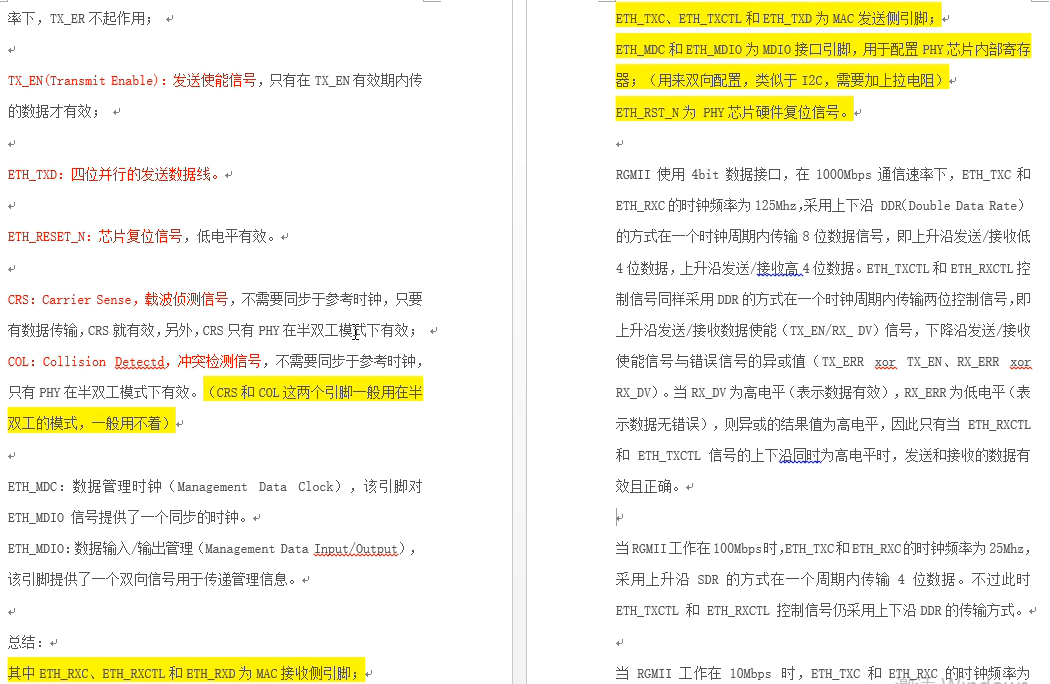 率下，TX_ER 不起作用；
TX_EN(Transmit Enable)：发送使能信号，只有在 TX_EN 有效期内传
的数据才有效；
ETH_TXD：四位并行的发送数据线。
ETH_RESET_N：芯片复位信号，低电平有效。
CRS：Carrier Sense，载波侦测信号，不需要同步于参考时钟，只要
有数据传输，CRS 就有效，另外，CRS 只有 PHY 在半双工模式下有效；
COL：Collision Detectd，冲突检测信号，不需要同步于参考时钟，
只有 PHY 在半双工模式下有效。（CRS 和 COL 这两个引脚一般用在半
双工的模式，一般用不着）
ETH_MDC：数据管理时钟（Management Data Clock），该引脚对
ETH_MDIO 信号提供了一个同步的时钟。
ETH_MDIO：数据输入/输出管理（Management Data Input/Output），
该引脚提供了一个双向信号用于传递管理信息。
总结：
其中 ETH_RXC、ETH_RXCTL 和 ETH_RXD 为 MAC 接收侧引脚；
ETH_TXC、ETH_TXCTL 和 ETH_TXD 为 MAC 发送侧引脚；
ETH_MDC 和 ETH_MDIO 为 MDIO 接口引脚，用于配置 PHY 芯片内部寄存
器；（用来双向配置，类似于 I2C，需要加上拉电阻）
ETH_RST_N 为 PHY 芯片硬件复位信号。
RGMII 使用 4bit 数据接口，在 1000Mbps 通信速率下，ETH_TXC 和
ETH_RXC 的时钟频率为 125Mhz，采用上下沿 DDR（Double Data Rate）
的方式在一个时钟周期内传输 8 位数据信号，即上升沿发送/接收低
4 位数据，上升沿发送/接收高 4 位数据。ETH_TXCTL 和 ETH_RXCTL 控
制信号同样采用 DDR 的方式在一个时钟周期内传输两位控制信号，即
上升沿发送/接收数据使能（TX_EN/RX_ DV）信号，下降沿发送/接收
使能信号与错误信号的异或值（TX_ERR xor TX_EN、RX_ERR xor
RX_DV）。当 RX_DV 为高电平（表示数据有效），RX_ERR 为低电平（表
示数据无错误），则异或的结果值为高电平，因此只有当 ETH_RXCTL
和 ETH_TXCTL 信号的上下沿同时为高电平时，发送和接收的数据有
效且正确。
当 RGMII 工作在 100Mbps 时，ETH_TXC 和 ETH_RXC 的时钟频率为 25Mhz，
采用上升沿 SDR 的方式在一个周期内传输 4 位数据。不过此时
ETH_TXCTL 和 ETH_RXCTL 控制信号仍采用上下沿 DDR 的传输方式。
当 RGMII 工作在 10Mbps 时，ETH_TXC 和 ETH_RXC 的时钟频率为